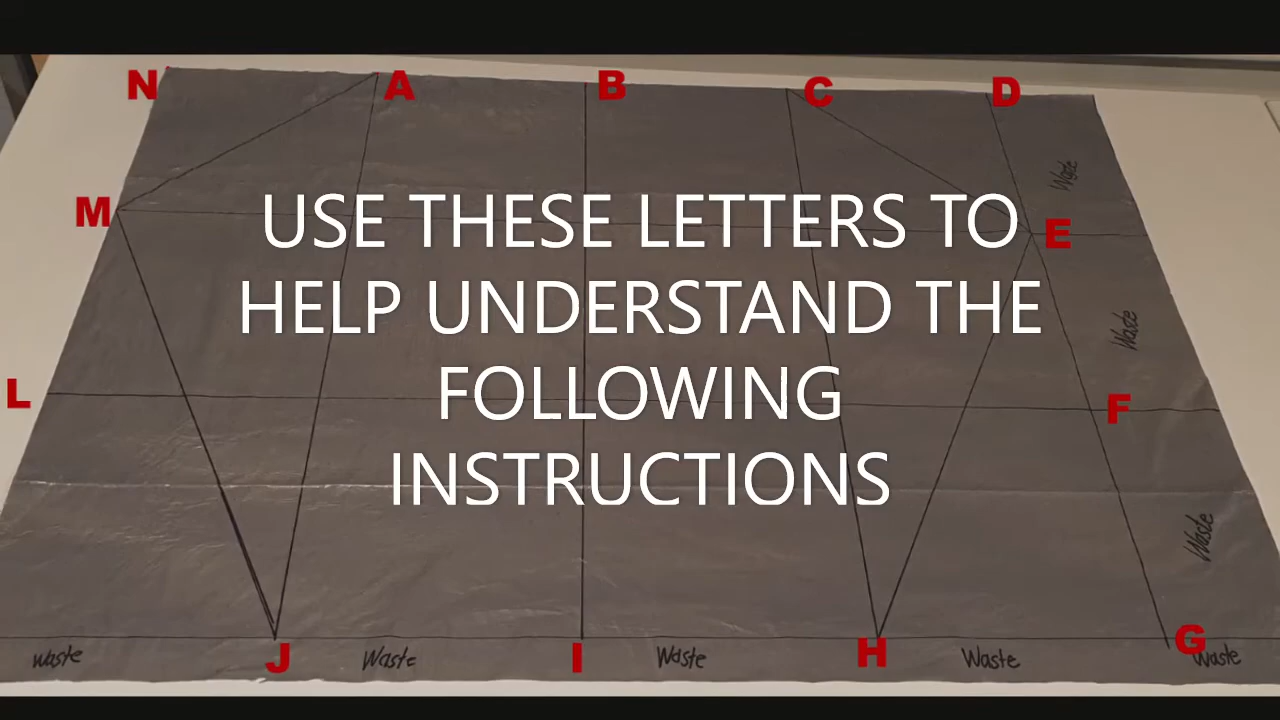 N A B C D
Waste
M
USE THESE LETTERS TO
E
HELP UNDERSTAND THE
Waste
FOLLOWING
L F
INSTRUCTIONS
Waste
Waste J Waste I Waste H Waste G Waste